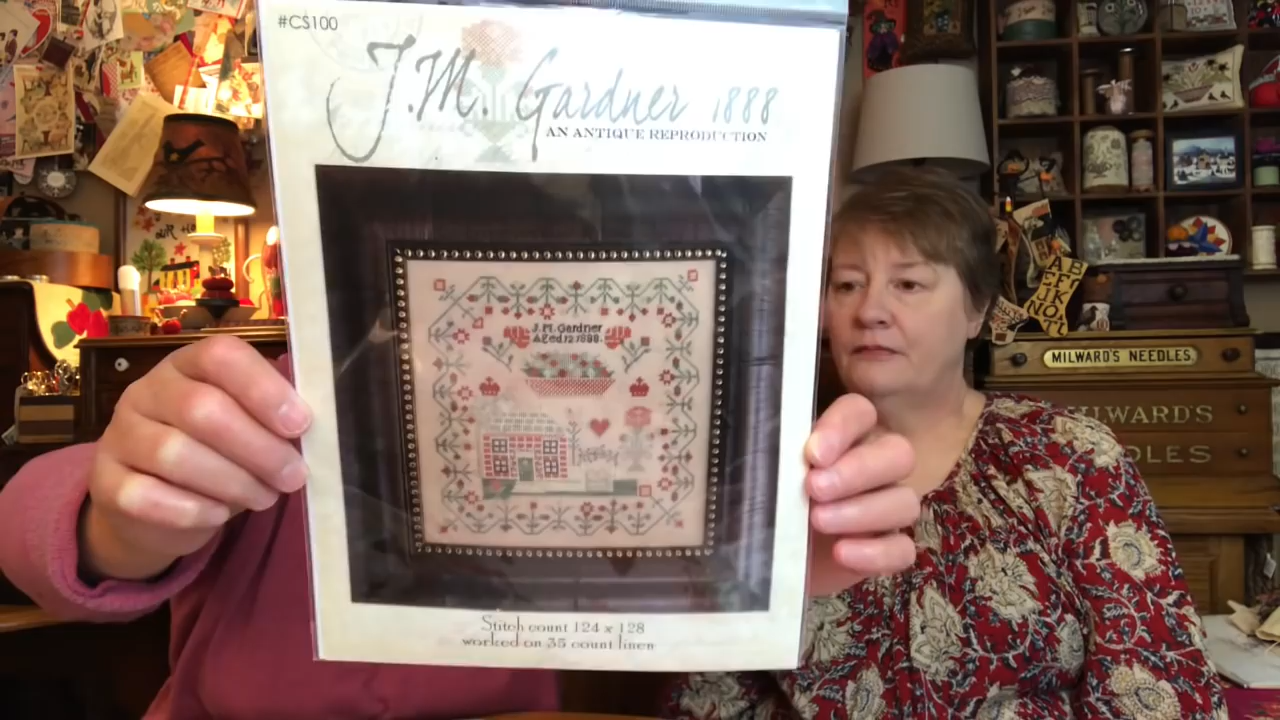 #CS100
J.M. Gardner 1888
AN ANTIQUE REPRODUCTION
J.M. Gardner
Aged 12 1888
Stitch count 124 x 128
worked on 35 count linen
MILWARD'S NEEDLES
MILWARD'S